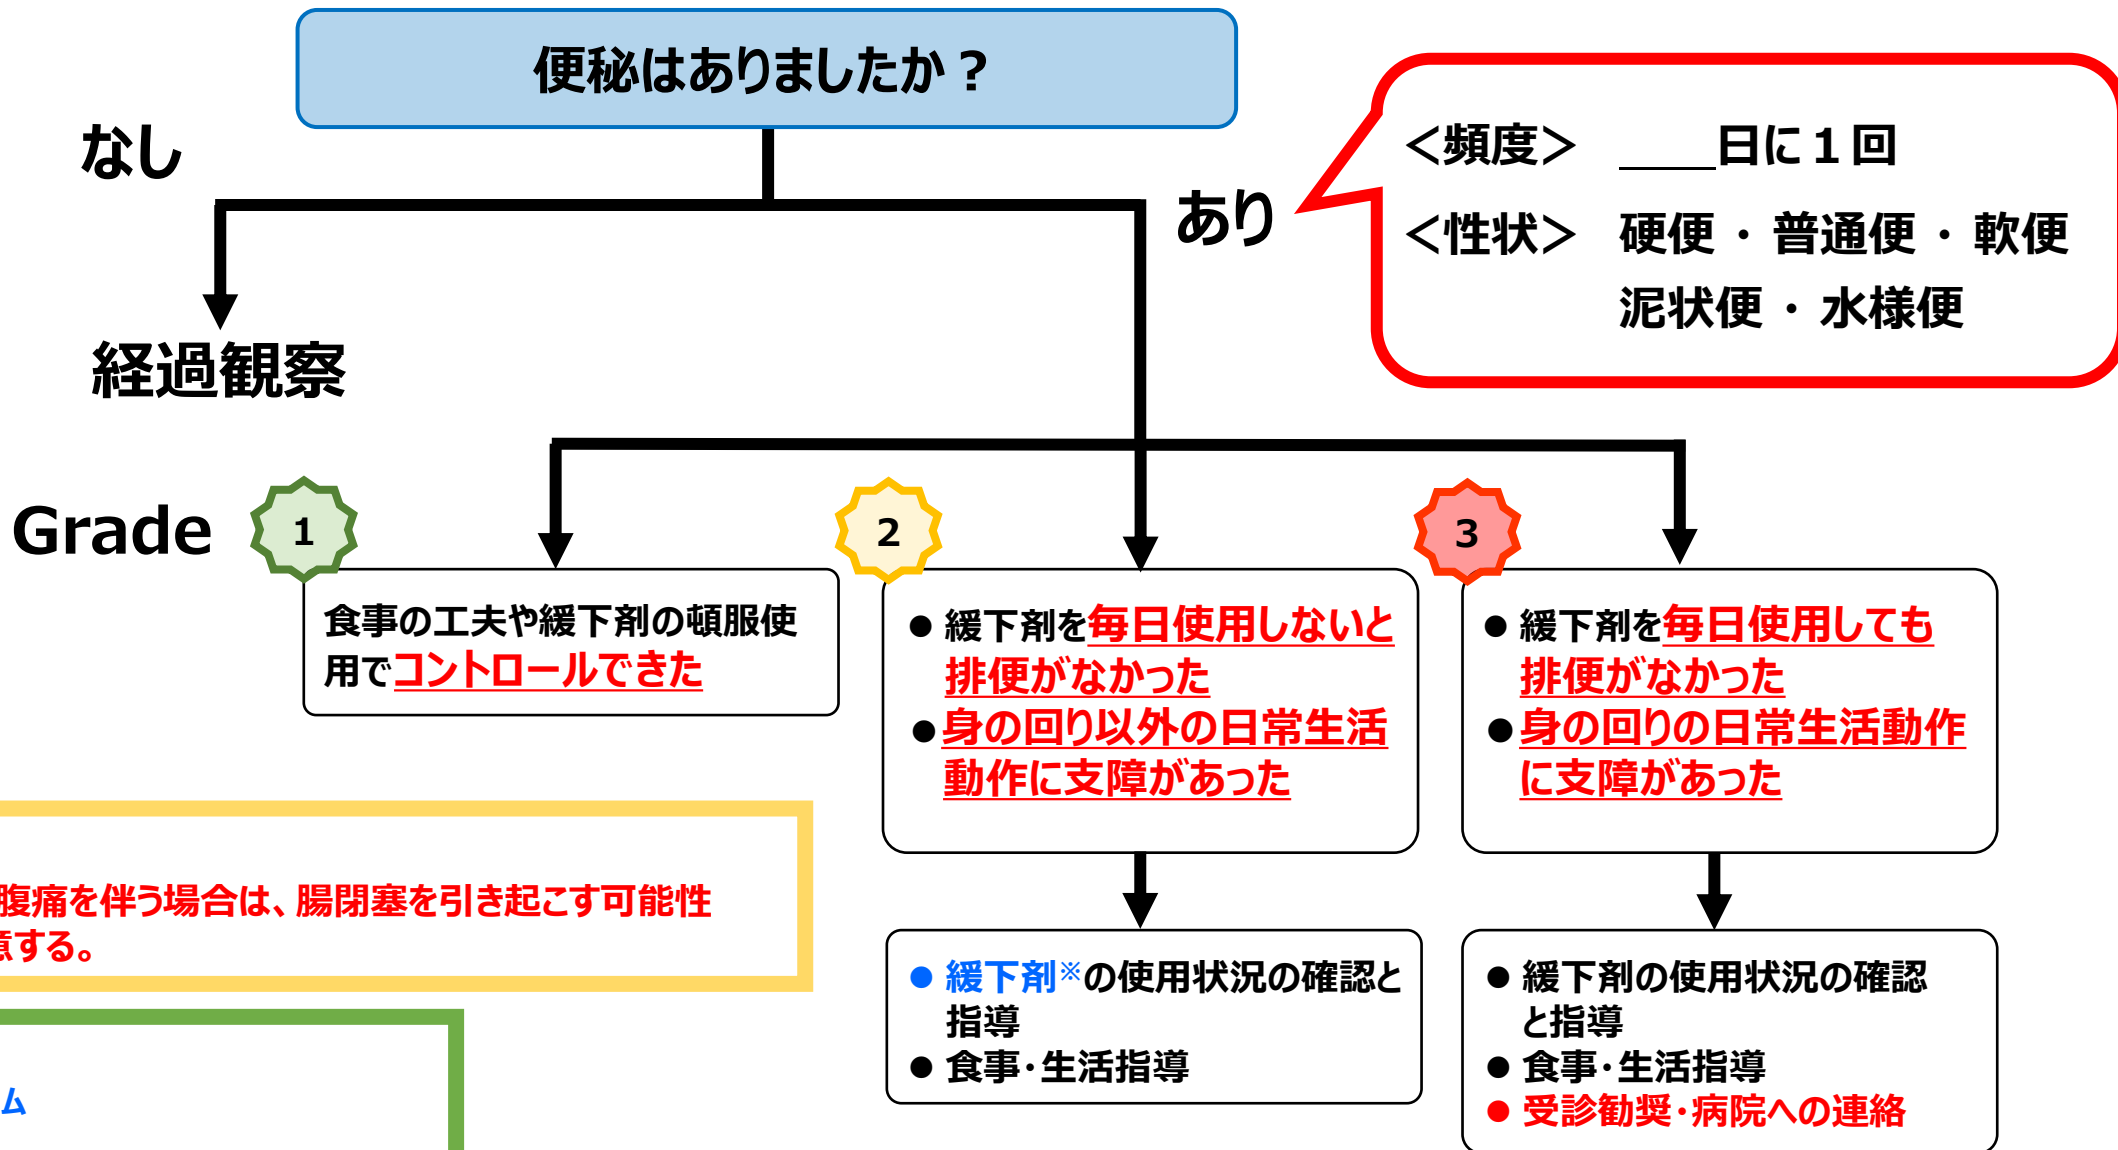 便秘はありましたか？
なし
あり
＜頻度＞ ____日に１回
＜性状＞ 硬便・普通便・軟便
泥状便・水様便
経過観察
Grade
1
食事の工夫や緩下剤の頓服使
用でコントロールできた
2
● 緩下剤を毎日使用しないと
排便がなかった
●身の回り以外の日常生活
動作に支障があった
3
● 緩下剤を毎日使用しても
排便がなかった
●身の回りの日常生活動作
に支障があった
腹痛を伴う場合は、腸閉塞を引き起こす可能性
意する。
● 緩下剤※の使用状況の確認と
指導
● 食事・生活指導
● 緩下剤の使用状況の確認
と指導
● 食事・生活指導
● 受診勧奨・病院への連絡
ム